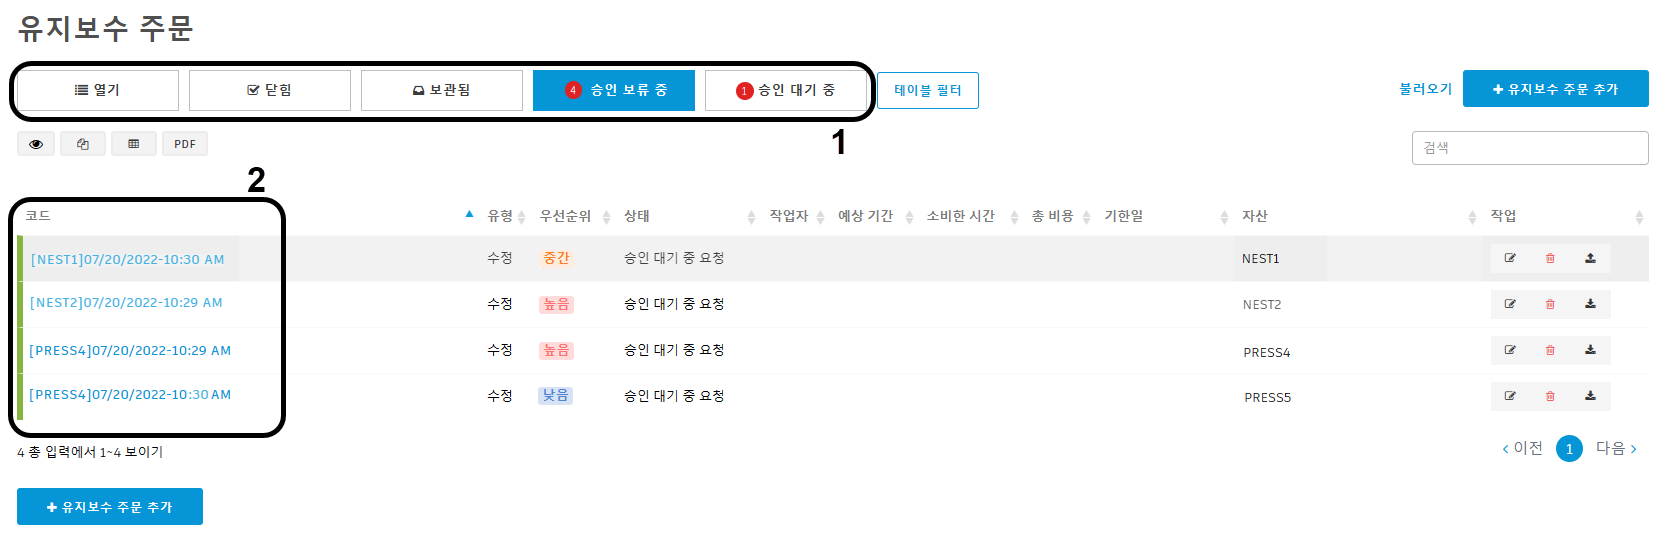 유지보수 주문
열기 닫힘 보관됨 4 승인 보류 중 1 승인 대기 중 테이블 필터 불러오기 + 유지보수 주문 추가
1
PDF 검색
2
코드 유형 우선순위 상태 작업자 예상 기간 소비한 시간 총 비용 기한일 자산 작업
[NEST1]07/20/2022-10:30 AM 수정 중간 승인 대기 중 요청 NEST1
[NEST2]07/20/2022-10:29 AM 수정 높음 승인 대기 중 요청 NEST2
[PRESS4]07/20/2022-10:29 AM 수정 높음 승인 대기 중 요청 PRESS4
[PRESS4]07/20/2022-10:30 AM 수정 낮음 승인 대기 중 요청 PRESS5
4 총 입력에서 1~4 보이기 < 이전 1 다음 >
+ 유지보수 주문 추가